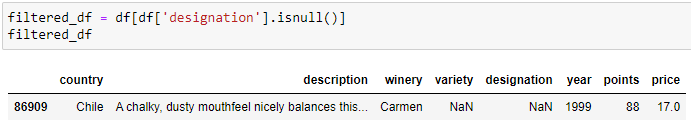 filtered_df = df[df['designation'].isnull()]
filtered_df
country description winery variety designation year points price
86909 Chile A chalky, dusty mouthfeel nicely balances this... Carmen NaN NaN 1999 88 17.0